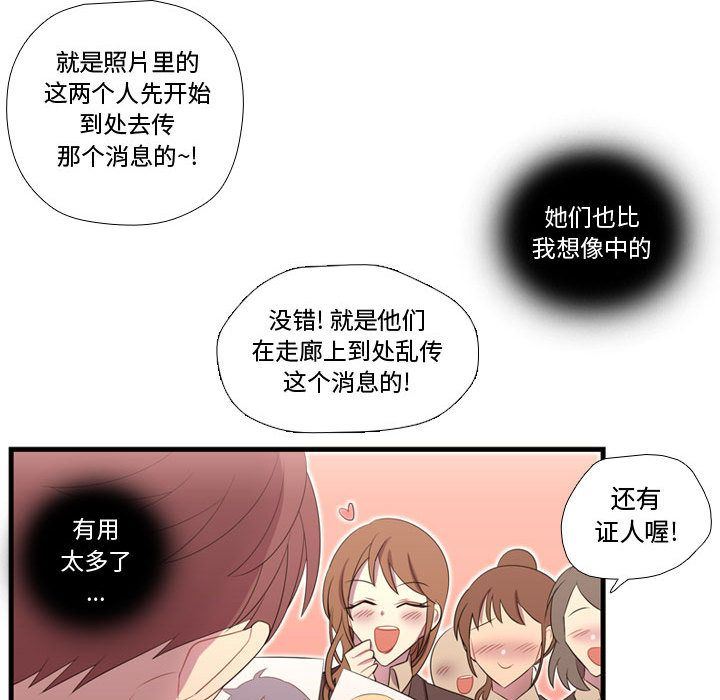 就是照片里的
这两个人先开始
到处去传
那个消息的~!
她们也比
我想像中的
没错! 就是他们
在走廊上到处乱传
这个消息的!
还有
证人喔!
有用
太多了
...